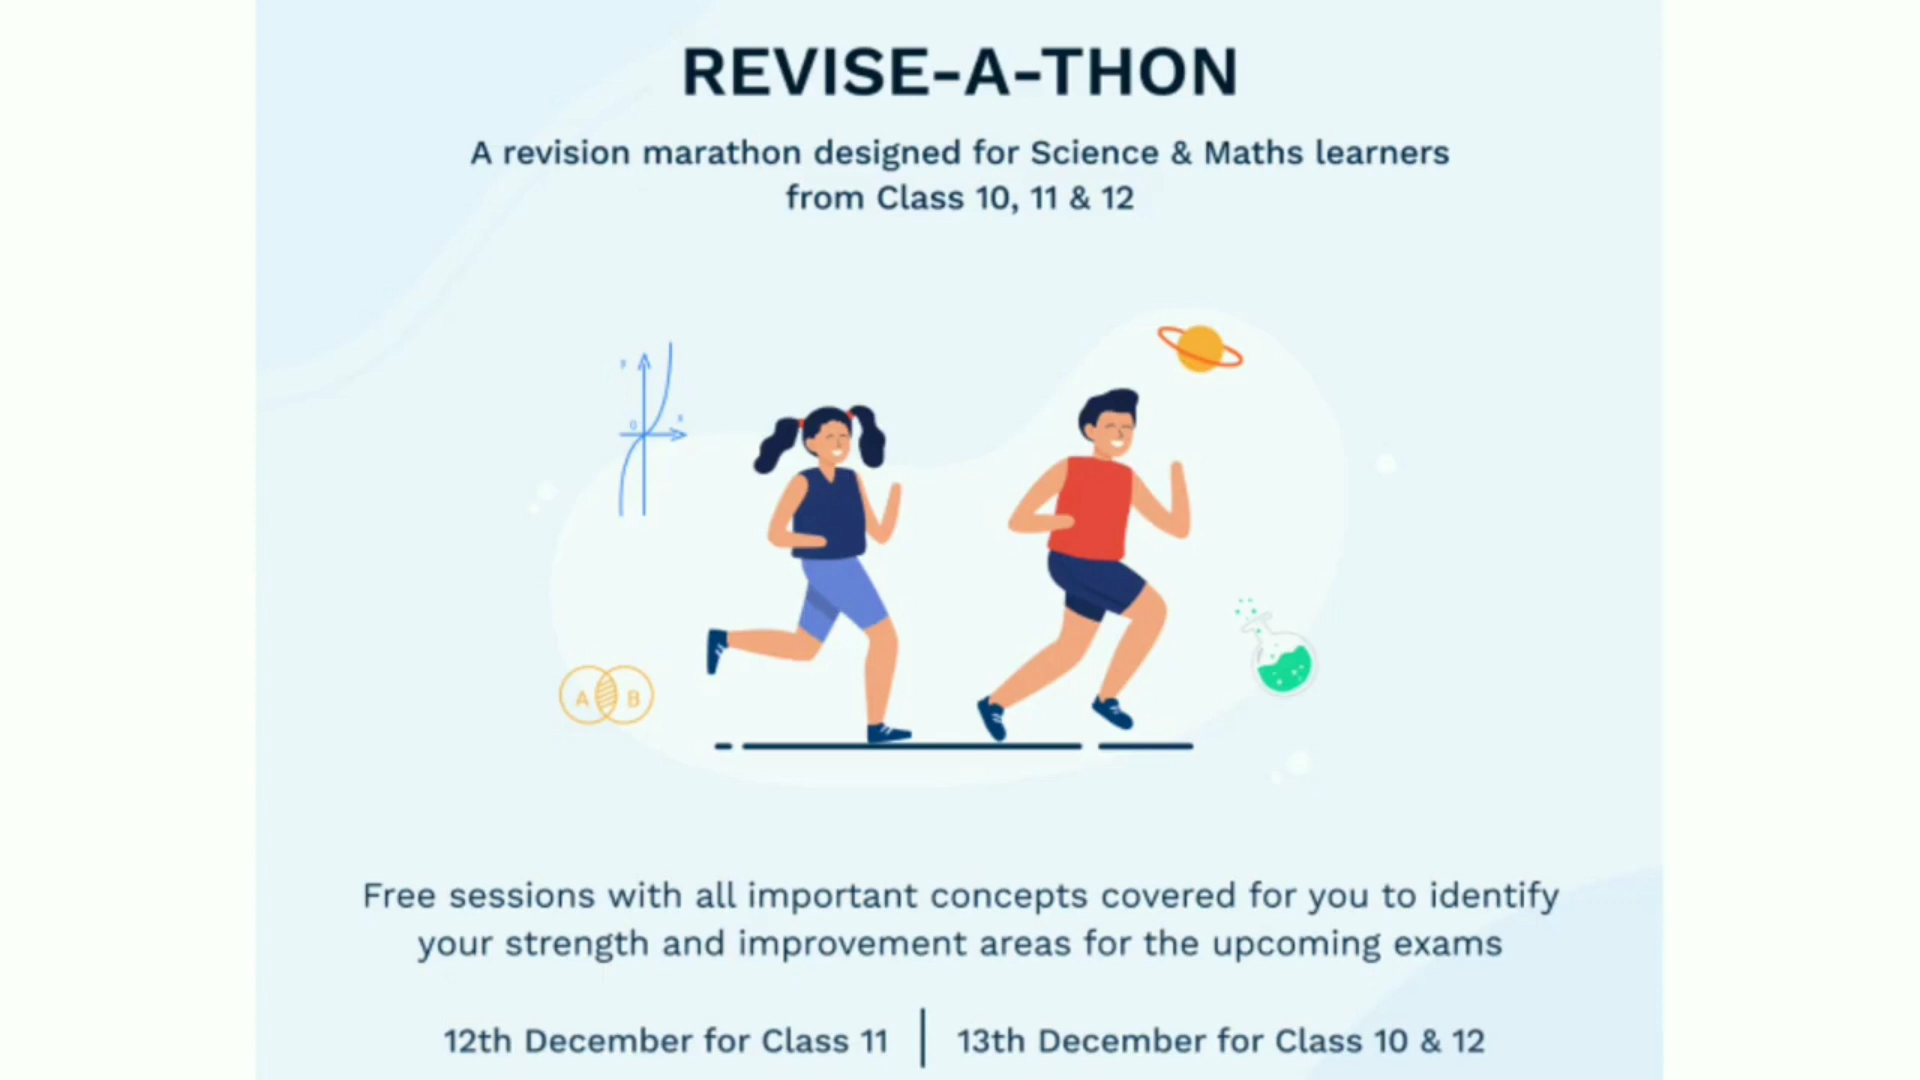 REVISE-A-THON
A revision marathon designed for Science & Maths learners
from Class 10, 11 & 12
Y
0
X
A B
Free sessions with all important concepts covered for you to identify
your strength and improvement areas for the upcoming exams
12th December for Class 11 | 13th December for Class 10 & 12